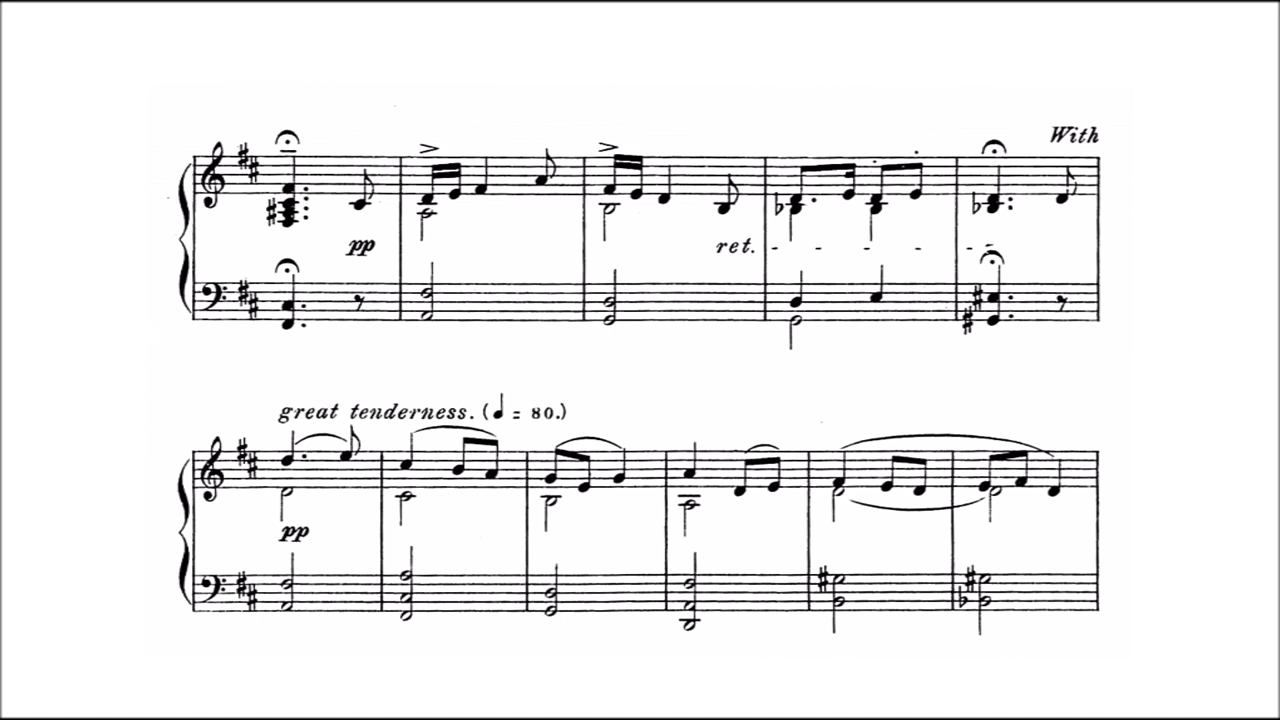 With
pp
ret. - - - - -
great tenderness. (♩ = 80.)
pp